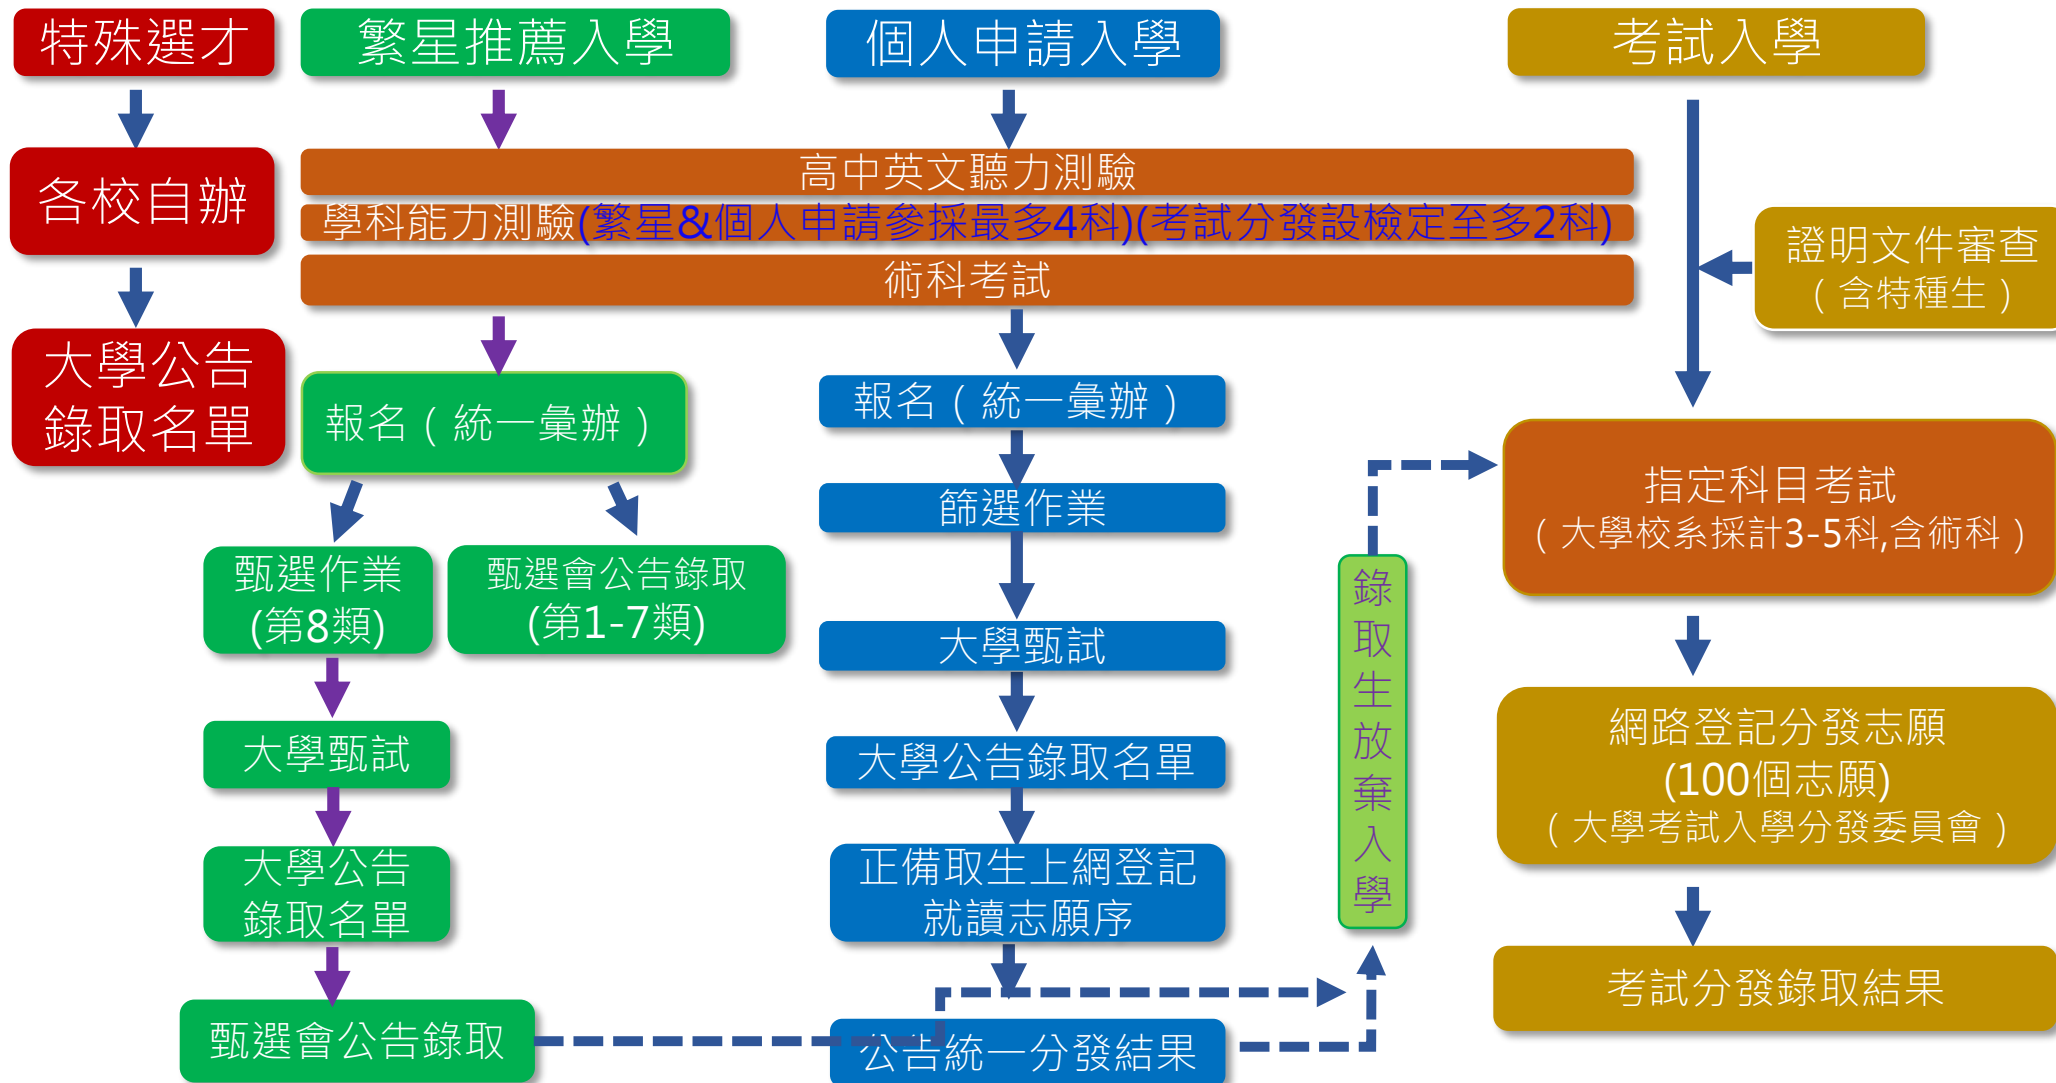 特殊選才
繁星推薦入學
個人申請入學
考試入學
各校自辦
高中英文聽力測驗
學科能力測驗(繁星&個人申請參採最多4科)(考試分發設檢定至多2科)
術科考試
證明文件審查
（含特種生）
大學公告
錄取名單
報名（統一彙辦）
報名（統一彙辦）
篩選作業
指定科目考試
（大學校系採計3-5科,含術科）
甄選作業
(第8類)
甄選會公告錄取
(第1-7類)
大學甄試
錄取生放棄入學
大學甄試
大學公告錄取名單
網路登記分發志願
(100個志願)
（大學考試入學分發委員會）
大學公告
錄取名單
正備取生上網登記
就讀志願序
考試分發錄取結果
甄選會公告錄取
公告統一分發結果